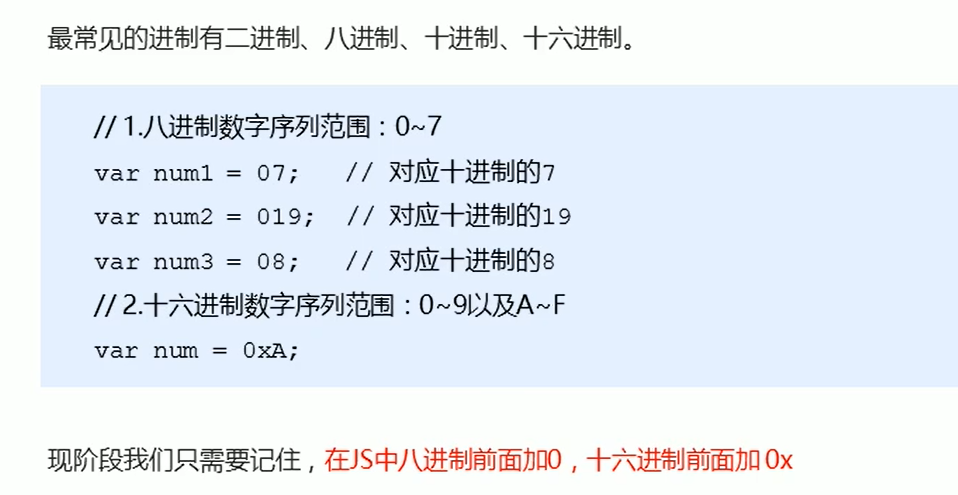 最常见的进制有二进制、八进制、十进制、十六进制。
// 1.八进制数字序列范围：0~7
var num1 = 07;   // 对应十进制的7
var num2 = 019;  // 对应十进制的19
var num3 = 08;   // 对应十进制的8
// 2.十六进制数字序列范围：0~9以及A~F
var num = 0xA;
现阶段我们只需要记住，在JS中八进制前面加0，十六进制前面加 0x